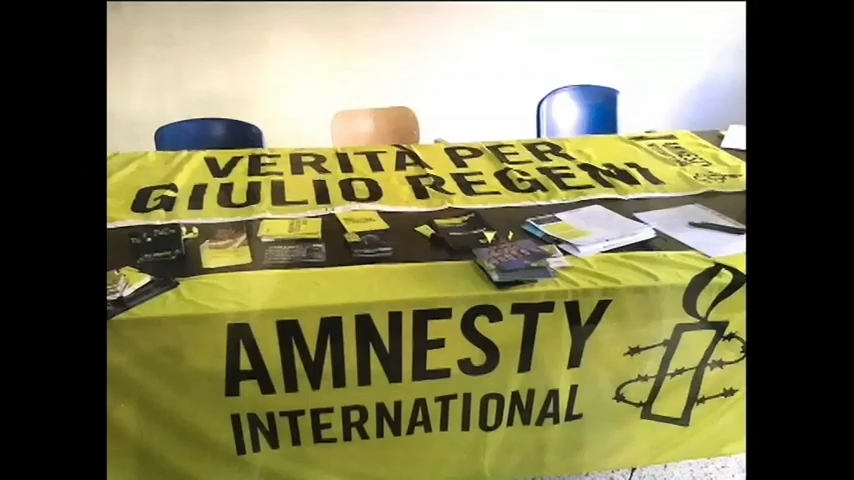 VERITÀ PER
GIULIO REGENI
AMNESTY
INTERNATIONAL